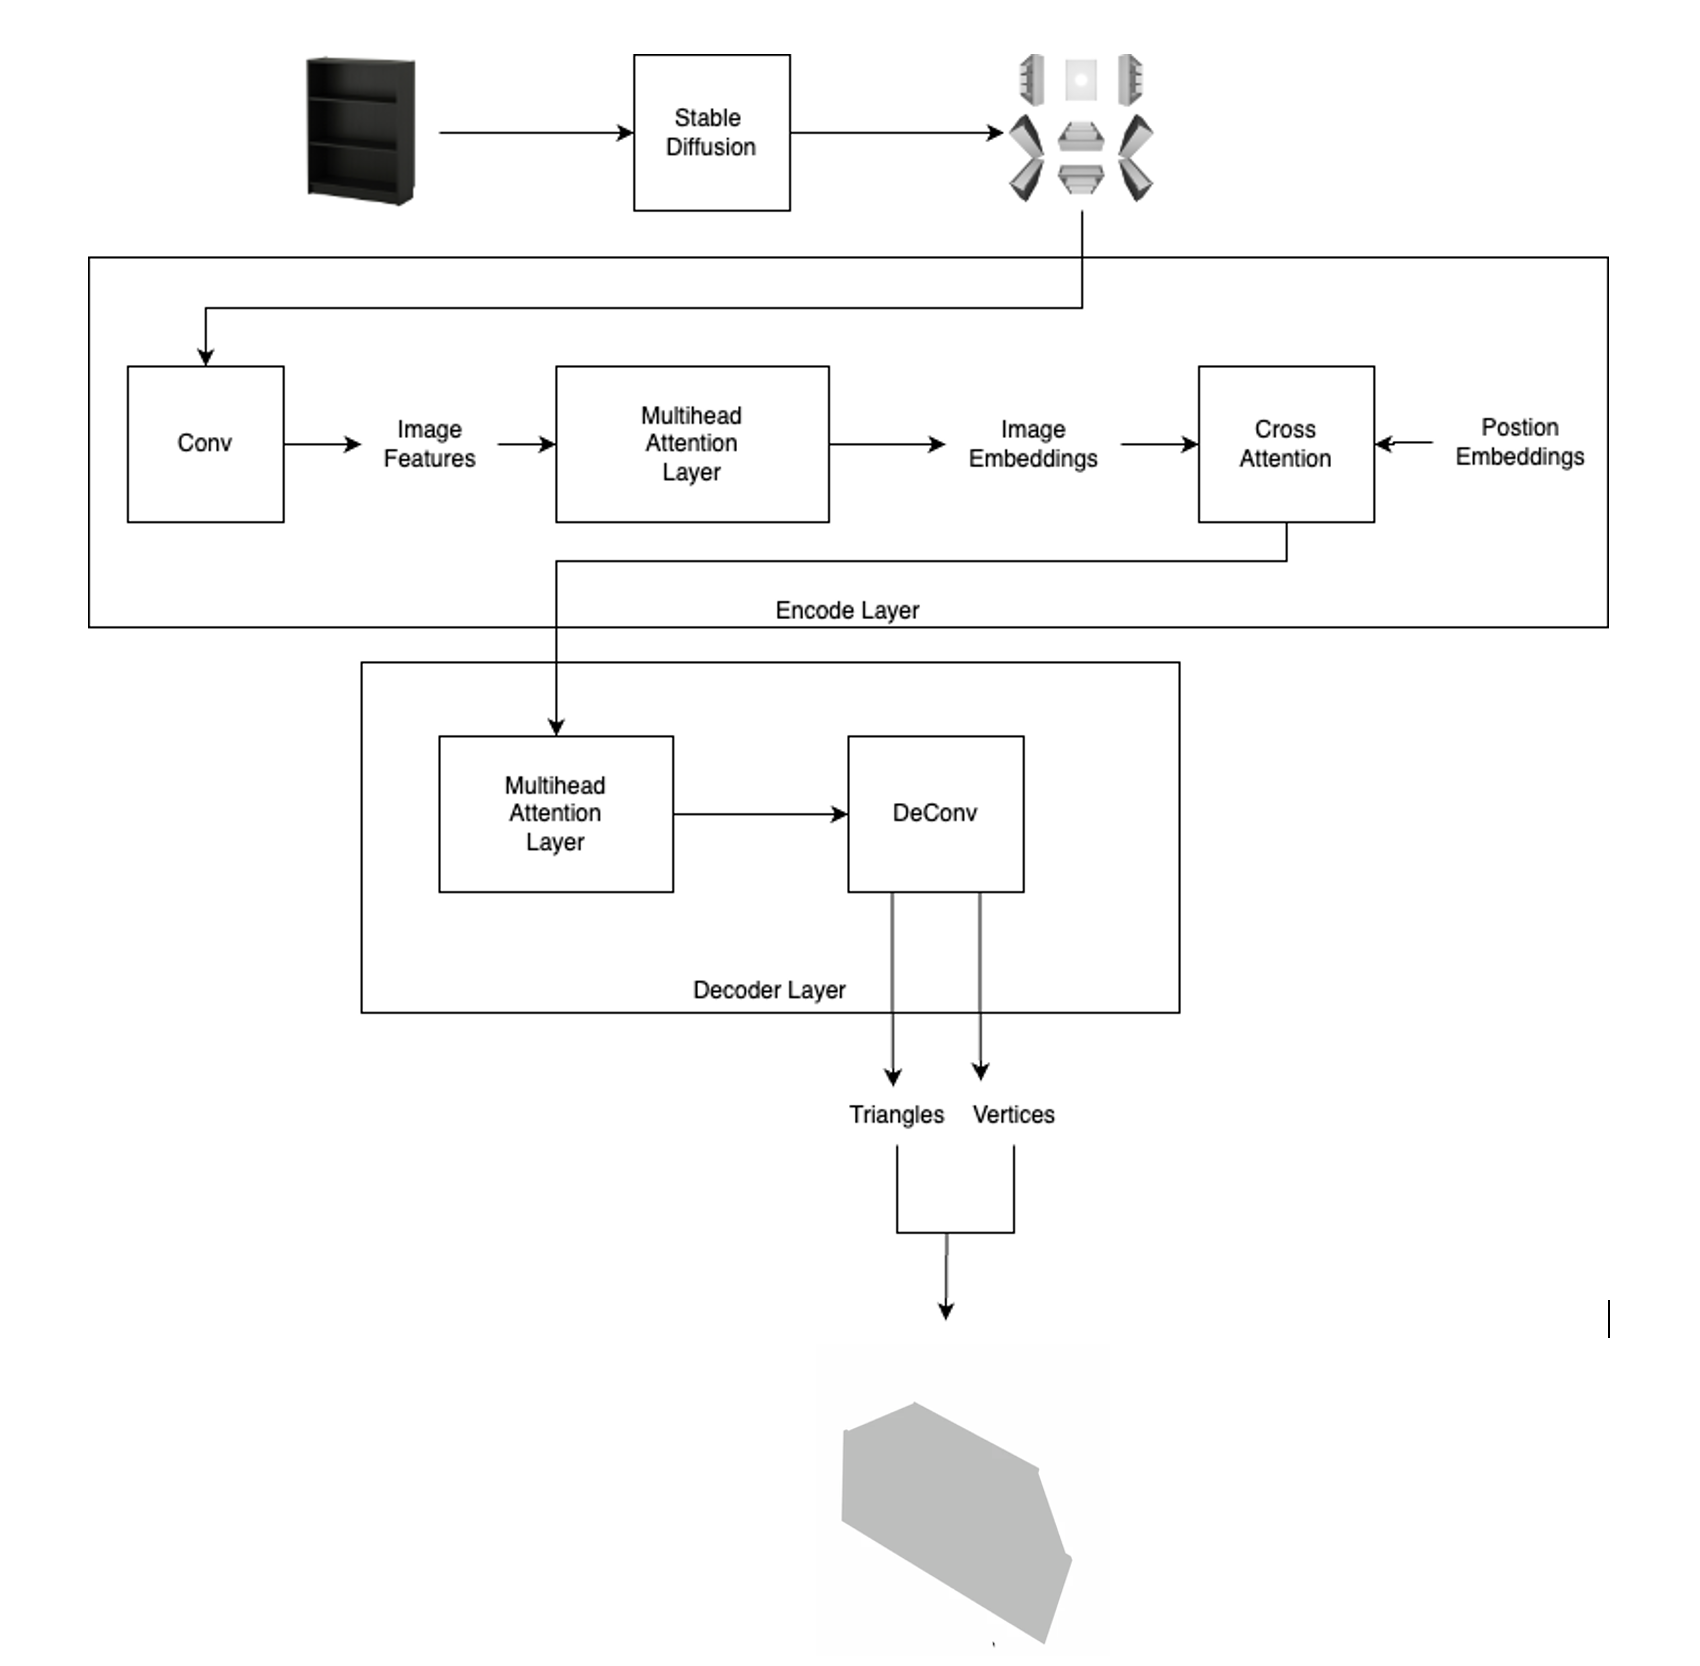 Stable
Diffusion
Conv
Image
Features
Multihead
Attention
Layer
Image
Embeddings
Cross
Attention
Postion
Embeddings
Encode Layer
Multihead
Attention
Layer
DeConv
Decoder Layer
Triangles
Vertices